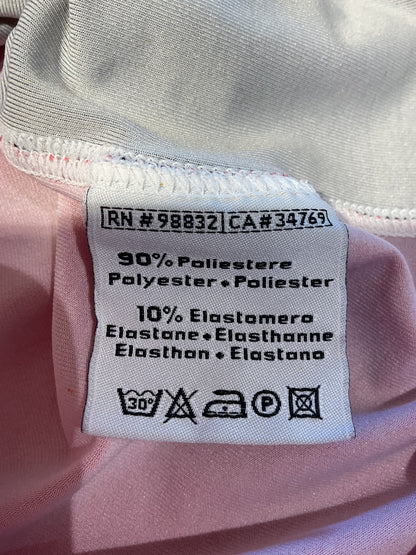 RN #98832 CA#34769
90% Poliestere
Polyester • Poliester
10% Elastomero
Elastane • Elasthanne
Elasthan • Elastano
30° P